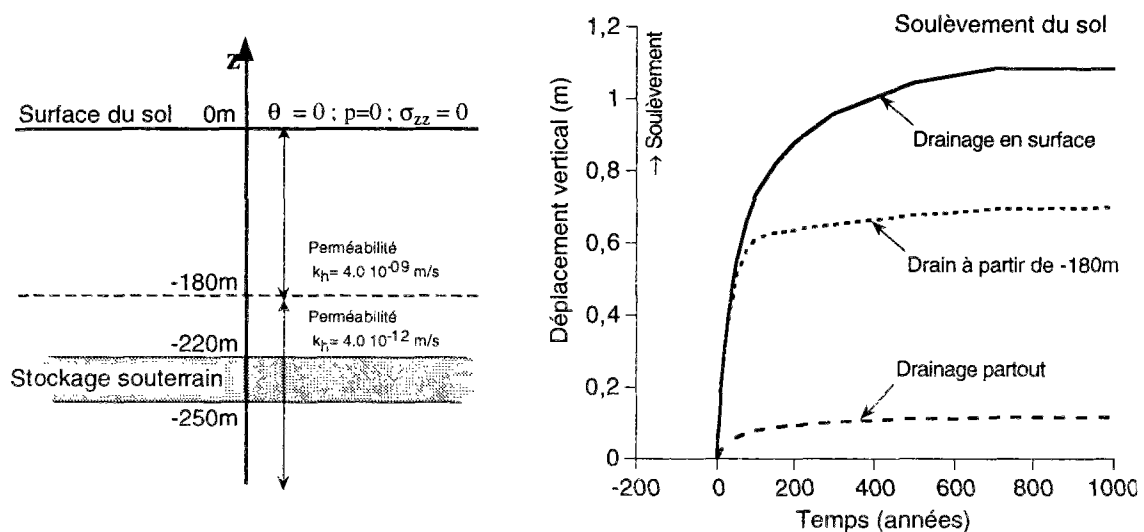 z
Surface du sol 0m θ = 0 ; p=0 ; σzz = 0
Perméabilité
kh= 4.0 10-09 m/s
-180m
Perméabilité
kh= 4.0 10-12 m/s
-220m
Stockage souterrain
-250m
Soulèvement du sol
Déplacement vertical (m)
→ Soulèvement
1,2
1
0,8
0,6
0,4
0,2
0
Drainage en surface
Drain à partir de -180m
Drainage partout
-200 0 200 400 600 800 1000
Temps (années)